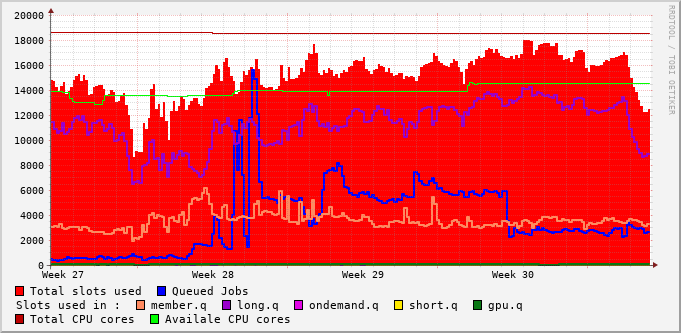 20000
18000
16000
14000
12000
10000
8000
6000
4000
2000
0
Week 27 Week 28 Week 29 Week 30
Total slots used Queued Jobs
Slots used in : member.q long.q ondemand.q short.q gpu.q
Total CPU cores Availale CPU cores
RRDTOOL / TOBI OETIKER